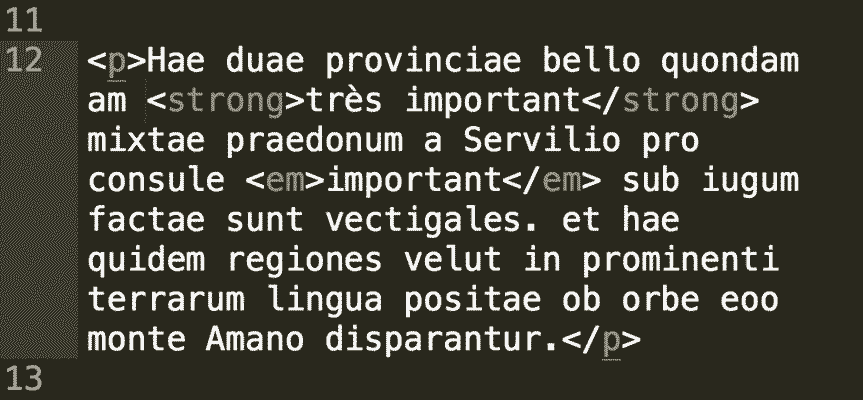 11
12 <p>Hae duae provinciae bello quondam
am <strong>très important</strong>
mixtae praedonum a Servilio pro
consule <em>important</em> sub iugum
factae sunt vectigales. et hae
quidem regiones velut in prominenti
terrarum lingua positae ob orbe eoo
monte Amano disparantur.</p>
13